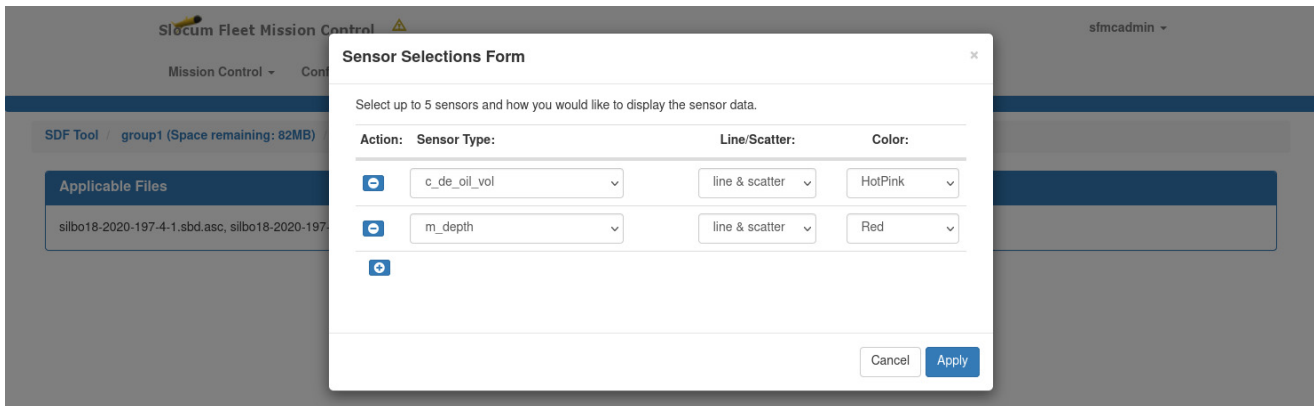 Slocum Fleet Mission Control
sfmcadmin
Mission Control
Conf
Sensor Selections Form
×
Select up to 5 sensors and how you would like to display the sensor data.
SDF Tool / group1 (Space remaining: 82MB) /
Action: Sensor Type: Line/Scatter: Color:
c_de_oil_vol line & scatter HotPink
m_depth line & scatter Red
Applicable Files
silbo18-2020-197-4-1.sbd.asc, silbo18-2020-197-
Cancel Apply